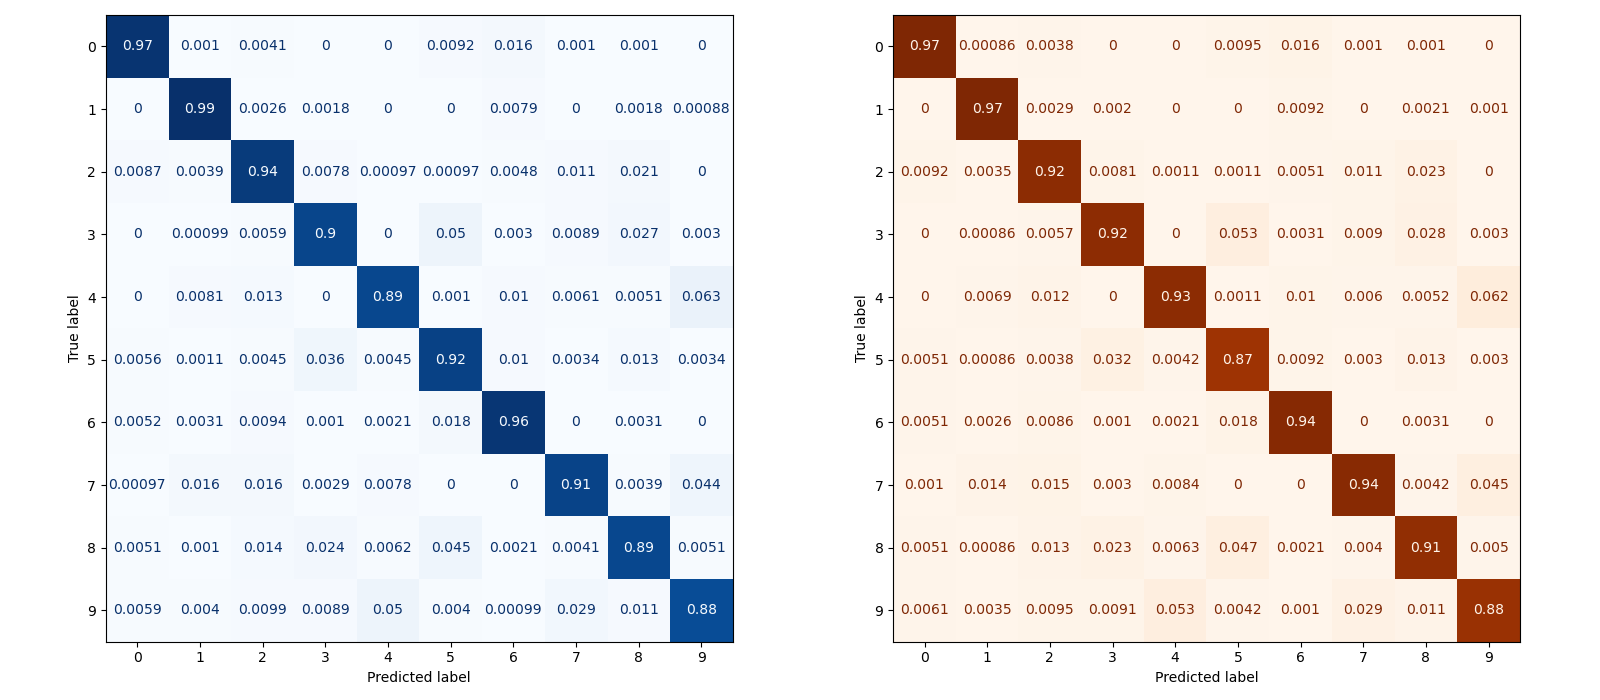 0 0.97 0.001 0.0041 0 0 0.0092 0.016 0.001 0.001 0
1 0 0.99 0.0026 0.0018 0 0 0.0079 0 0.0018 0.00088
2 0.0087 0.0039 0.94 0.0078 0.00097 0.00097 0.0048 0.011 0.021 0
3 0 0.00099 0.0059 0.9 0 0.05 0.003 0.0089 0.027 0.003
4 0 0.0081 0.013 0 0.89 0.001 0.01 0.0061 0.0051 0.063
5 0.0056 0.0011 0.0045 0.036 0.0045 0.92 0.01 0.0034 0.013 0.0034
6 0.0052 0.0031 0.0094 0.001 0.0021 0.018 0.96 0 0.0031 0
7 0.00097 0.016 0.016 0.0029 0.0078 0 0 0.91 0.0039 0.044
8 0.0051 0.001 0.014 0.024 0.0062 0.045 0.0021 0.0041 0.89 0.0051
9 0.0059 0.004 0.0099 0.0089 0.05 0.004 0.00099 0.029 0.011 0.88
0 1 2 3 4 5 6 7 8 9
Predicted label
True label
0 0.97 0.00086 0.0038 0 0 0.0095 0.016 0.001 0.001 0
1 0 0.97 0.0029 0.002 0 0 0.0092 0 0.0021 0.001
2 0.0092 0.0035 0.92 0.0081 0.0011 0.0011 0.0051 0.011 0.023 0
3 0 0.00086 0.0057 0.92 0 0.053 0.0031 0.009 0.028 0.003
4 0 0.0069 0.012 0 0.93 0.0011 0.01 0.006 0.0052 0.062
5 0.0051 0.00086 0.0038 0.032 0.0042 0.87 0.0092 0.003 0.013 0.003
6 0.0051 0.0026 0.0086 0.001 0.0021 0.018 0.94 0 0.0031 0
7 0.001 0.014 0.015 0.003 0.0084 0 0 0.94 0.0042 0.045
8 0.0051 0.00086 0.013 0.023 0.0063 0.047 0.0021 0.004 0.91 0.005
9 0.0061 0.0035 0.0095 0.0091 0.053 0.0042 0.001 0.029 0.011 0.88
0 1 2 3 4 5 6 7 8 9
Predicted label
True label